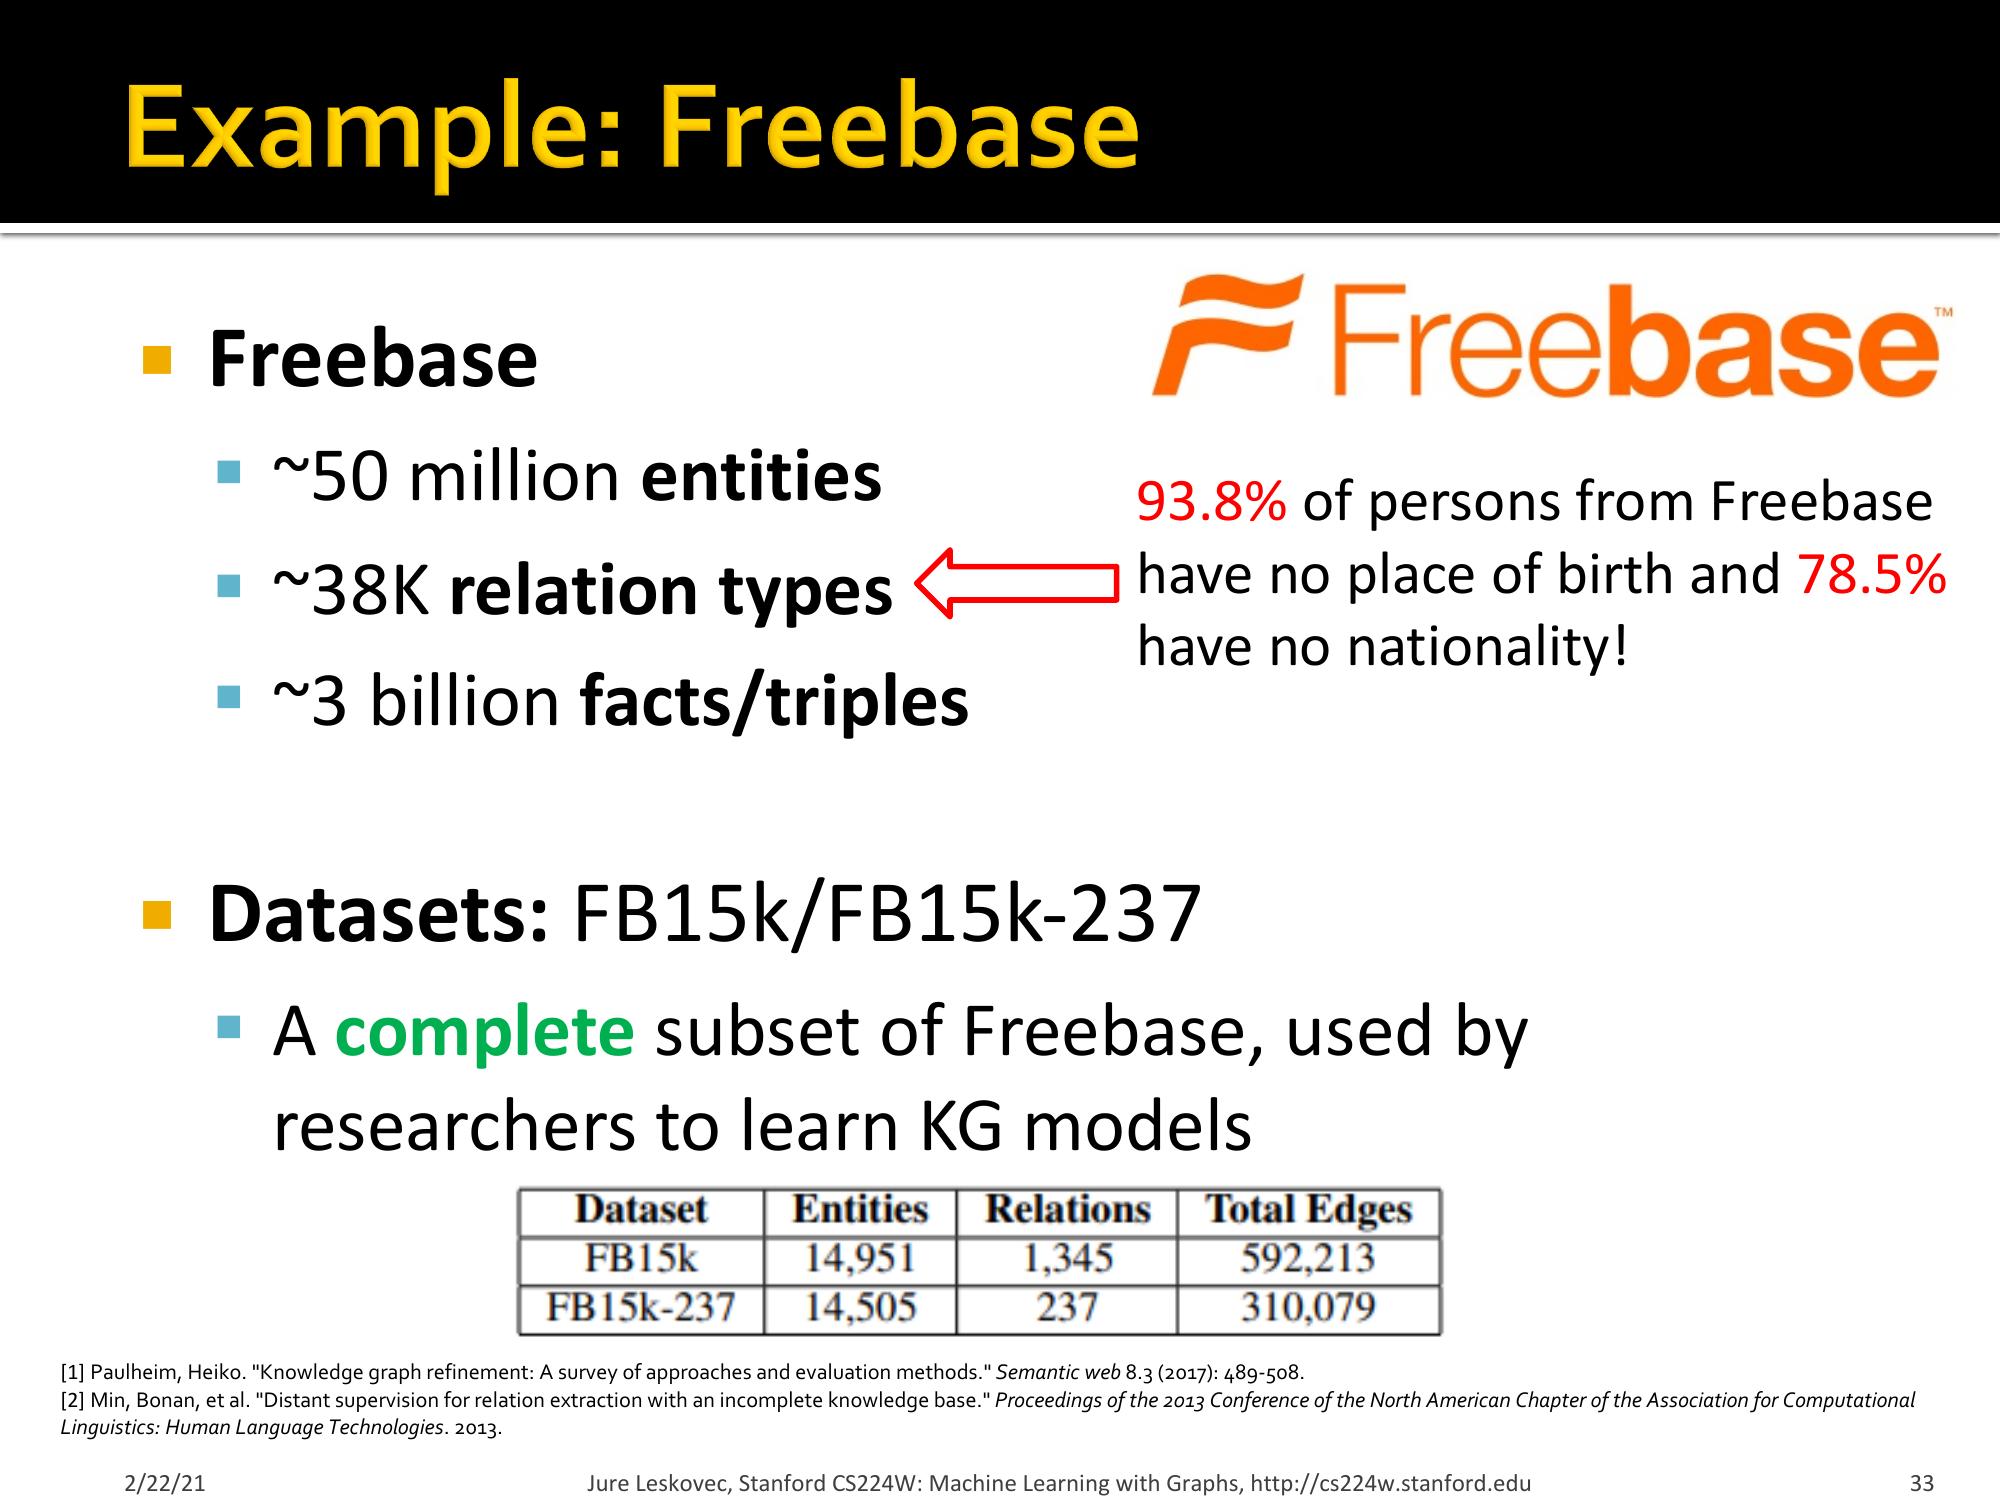 Example: Freebase
Freebase™
Freebase
~50 million entities
~38K relation types
~3 billion facts/triples
93.8% of persons from Freebase
have no place of birth and 78.5%
have no nationality!
Datasets: FB15k/FB15k-237
A complete subset of Freebase, used by
researchers to learn KG models
Dataset Entities Relations Total Edges
FB15k 14,951 1,345 592,213
FB15k-237 14,505 237 310,079
[1] Paulheim, Heiko. "Knowledge graph refinement: A survey of approaches and evaluation methods." Semantic web 8.3 (2017): 489-508.
[2] Min, Bonan, et al. "Distant supervision for relation extraction with an incomplete knowledge base." Proceedings of the 2013 Conference of the North American Chapter of the Association for Computational
Linguistics: Human Language Technologies. 2013.
2/22/21 Jure Leskovec, Stanford CS224W: Machine Learning with Graphs, http://cs224w.stanford.edu 33